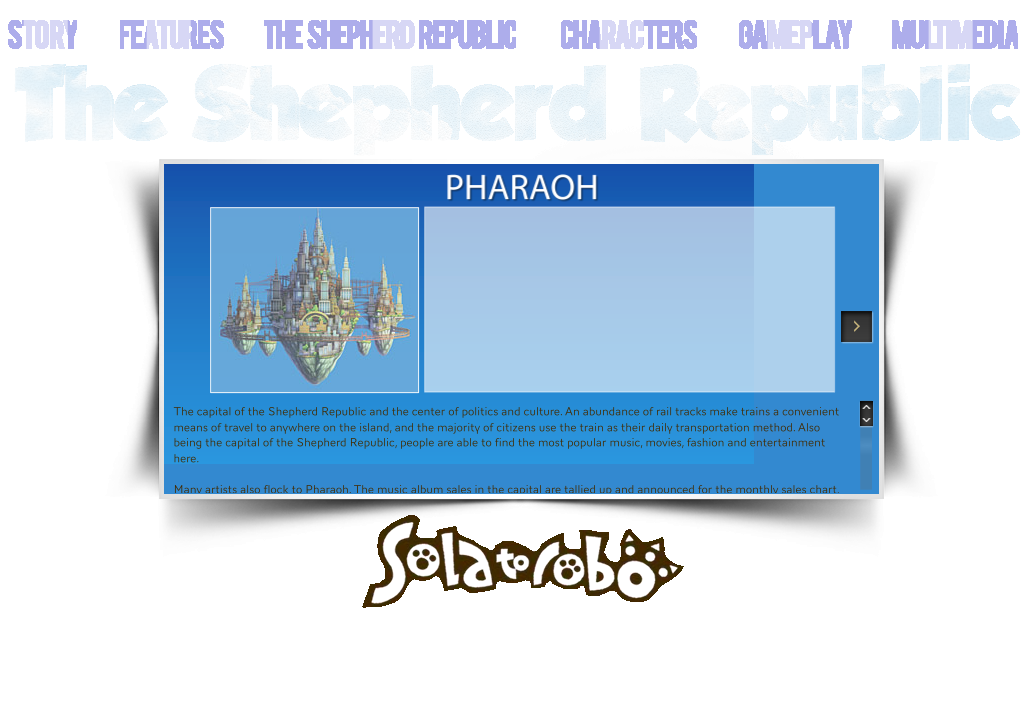 STORY FEATURES THE SHEPHERD REPUBLIC CHARACTERS GAMEPLAY MULTIMEDIA
The Shepherd Republic
PHARAOH
The capital of the Shepherd Republic and the center of politics and culture. An abundance of rail tracks make trains a convenient
means of travel to anywhere on the island, and the majority of citizens use the train as their daily transportation method. Also
being the capital of the Shepherd Republic, people are able to find the most popular music, movies, fashion and entertainment
here.
Many artists also flock to Pharaoh. The music album sales in the capital are tallied up and announced for the monthly sales chart.
Solatorobo